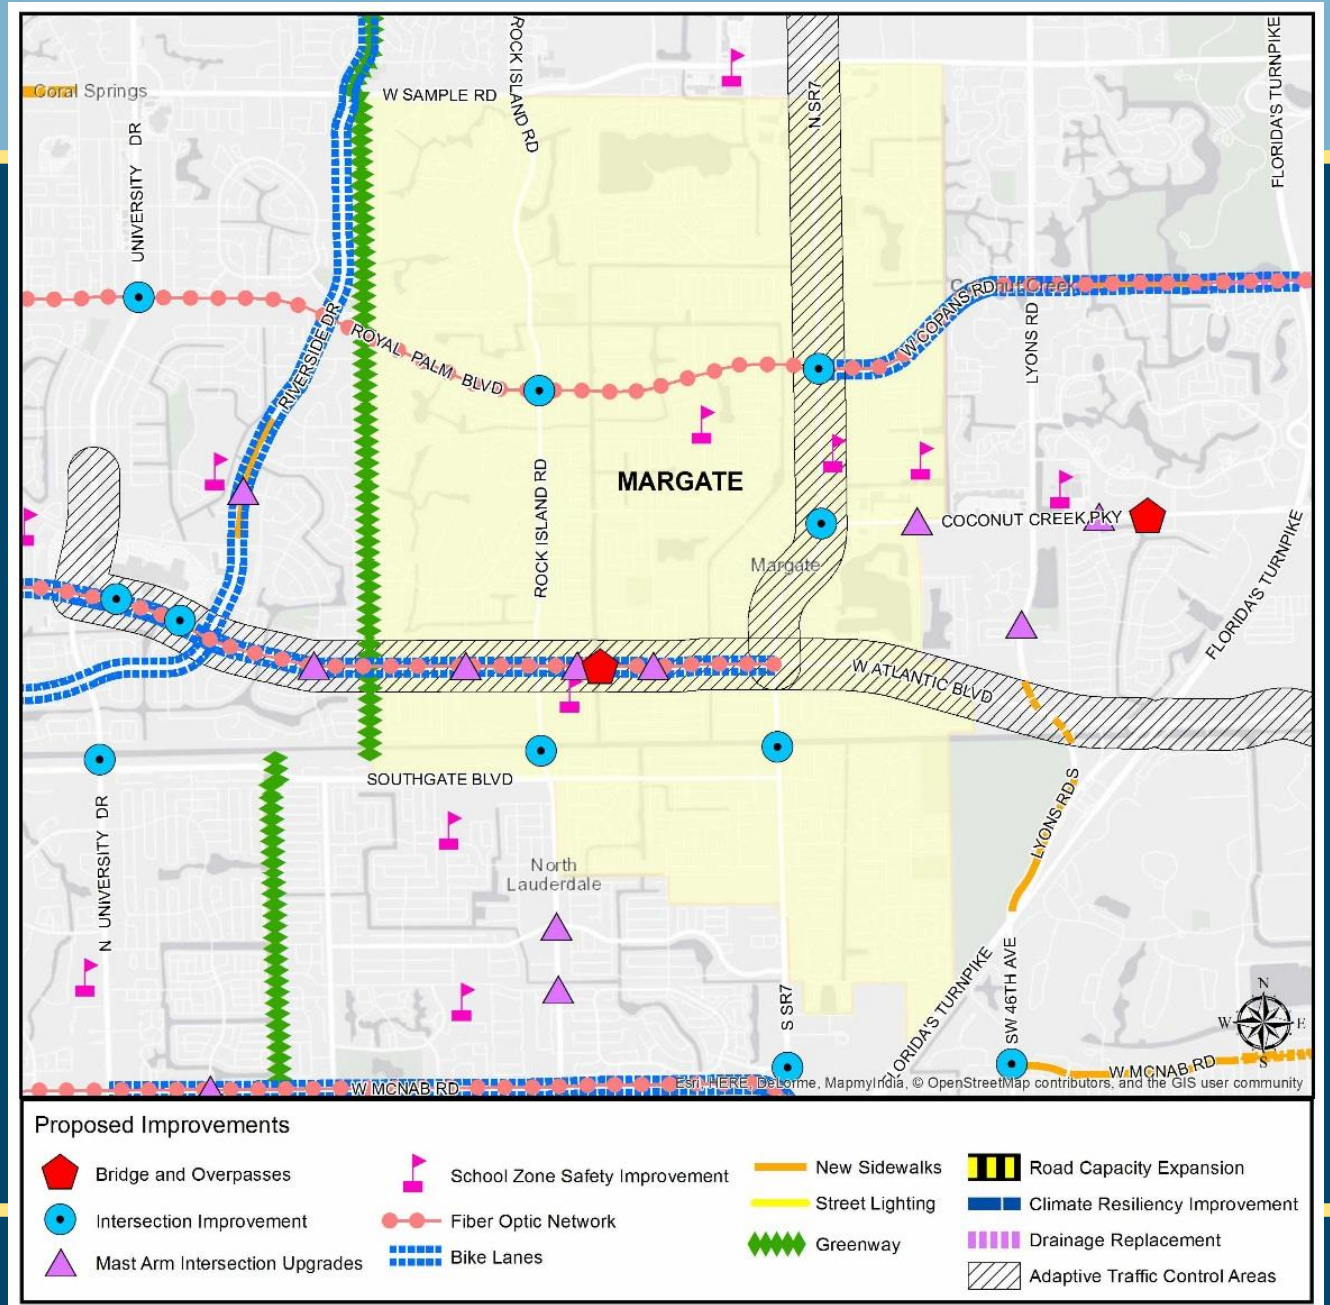 ROCK ISLAND RD
FLORIDA'S TURNPIKE
Coral Springs
W SAMPLE RD
N SR7
UNIVERSITY DR
W COPANS RD
LYONS RD
RIVERSIDE DR
ROYAL PALM BLVD
MARGATE
ROCK ISLAND RD
COCONUT CREEK PKY
Margate
FLORIDA'S TURNPIKE
W ATLANTIC BLVD
SOUTHGATE BLVD
LYONS RD S
N UNIVERSITY DR
North
Lauderdale
S SR7
FLORIDA'S TURNPIKE
SW 46TH AVE
N
W E
S
W MCNAB RD
W MCNAB RD
Esri, HERE, DeLorme, MapmyIndia, © OpenStreetMap contributors, and the GIS user community
Proposed Improvements
Bridge and Overpasses
Intersection Improvement
Mast Arm Intersection Upgrades
School Zone Safety Improvement
Fiber Optic Network
Bike Lanes
New Sidewalks
Street Lighting
Greenway
Road Capacity Expansion
Climate Resiliency Improvement
Drainage Replacement
Adaptive Traffic Control Areas